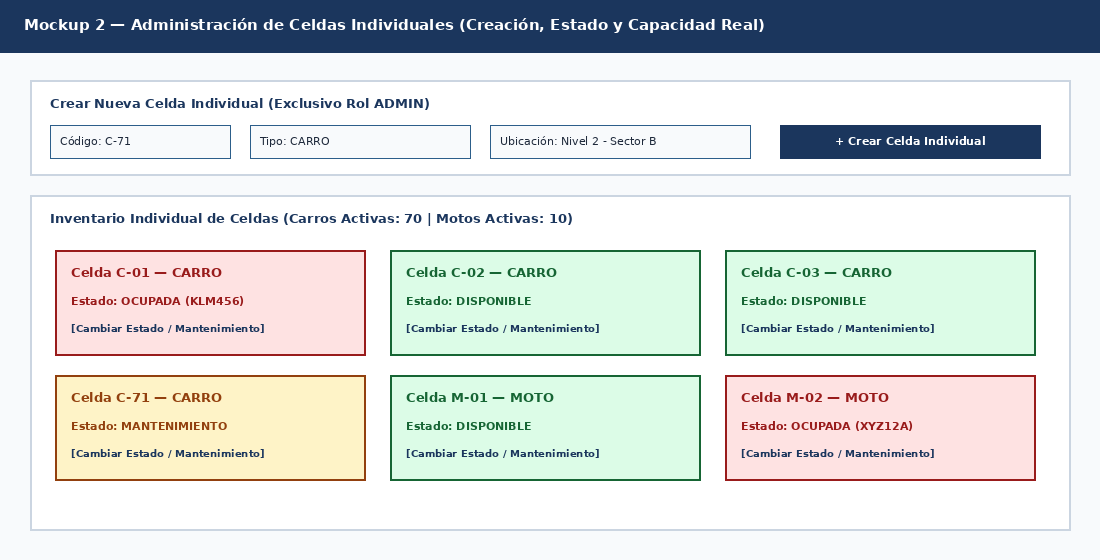 Mockup 2 — Administración de Celdas Individuales (Creación, Estado y Capacidad Real)
Crear Nueva Celda Individual (Exclusivo Rol ADMIN)
Código: C-71
Tipo: CARRO
Ubicación: Nivel 2 - Sector B
+ Crear Celda Individual
Inventario Individual de Celdas (Carros Activas: 70 | Motos Activas: 10)
Celda C-01 — CARRO
Estado: OCUPADA (KLM456)
[Cambiar Estado / Mantenimiento]
Celda C-02 — CARRO
Estado: DISPONIBLE
[Cambiar Estado / Mantenimiento]
Celda C-03 — CARRO
Estado: DISPONIBLE
[Cambiar Estado / Mantenimiento]
Celda C-71 — CARRO
Estado: MANTENIMIENTO
[Cambiar Estado / Mantenimiento]
Celda M-01 — MOTO
Estado: DISPONIBLE
[Cambiar Estado / Mantenimiento]
Celda M-02 — MOTO
Estado: OCUPADA (XYZ12A)
[Cambiar Estado / Mantenimiento]